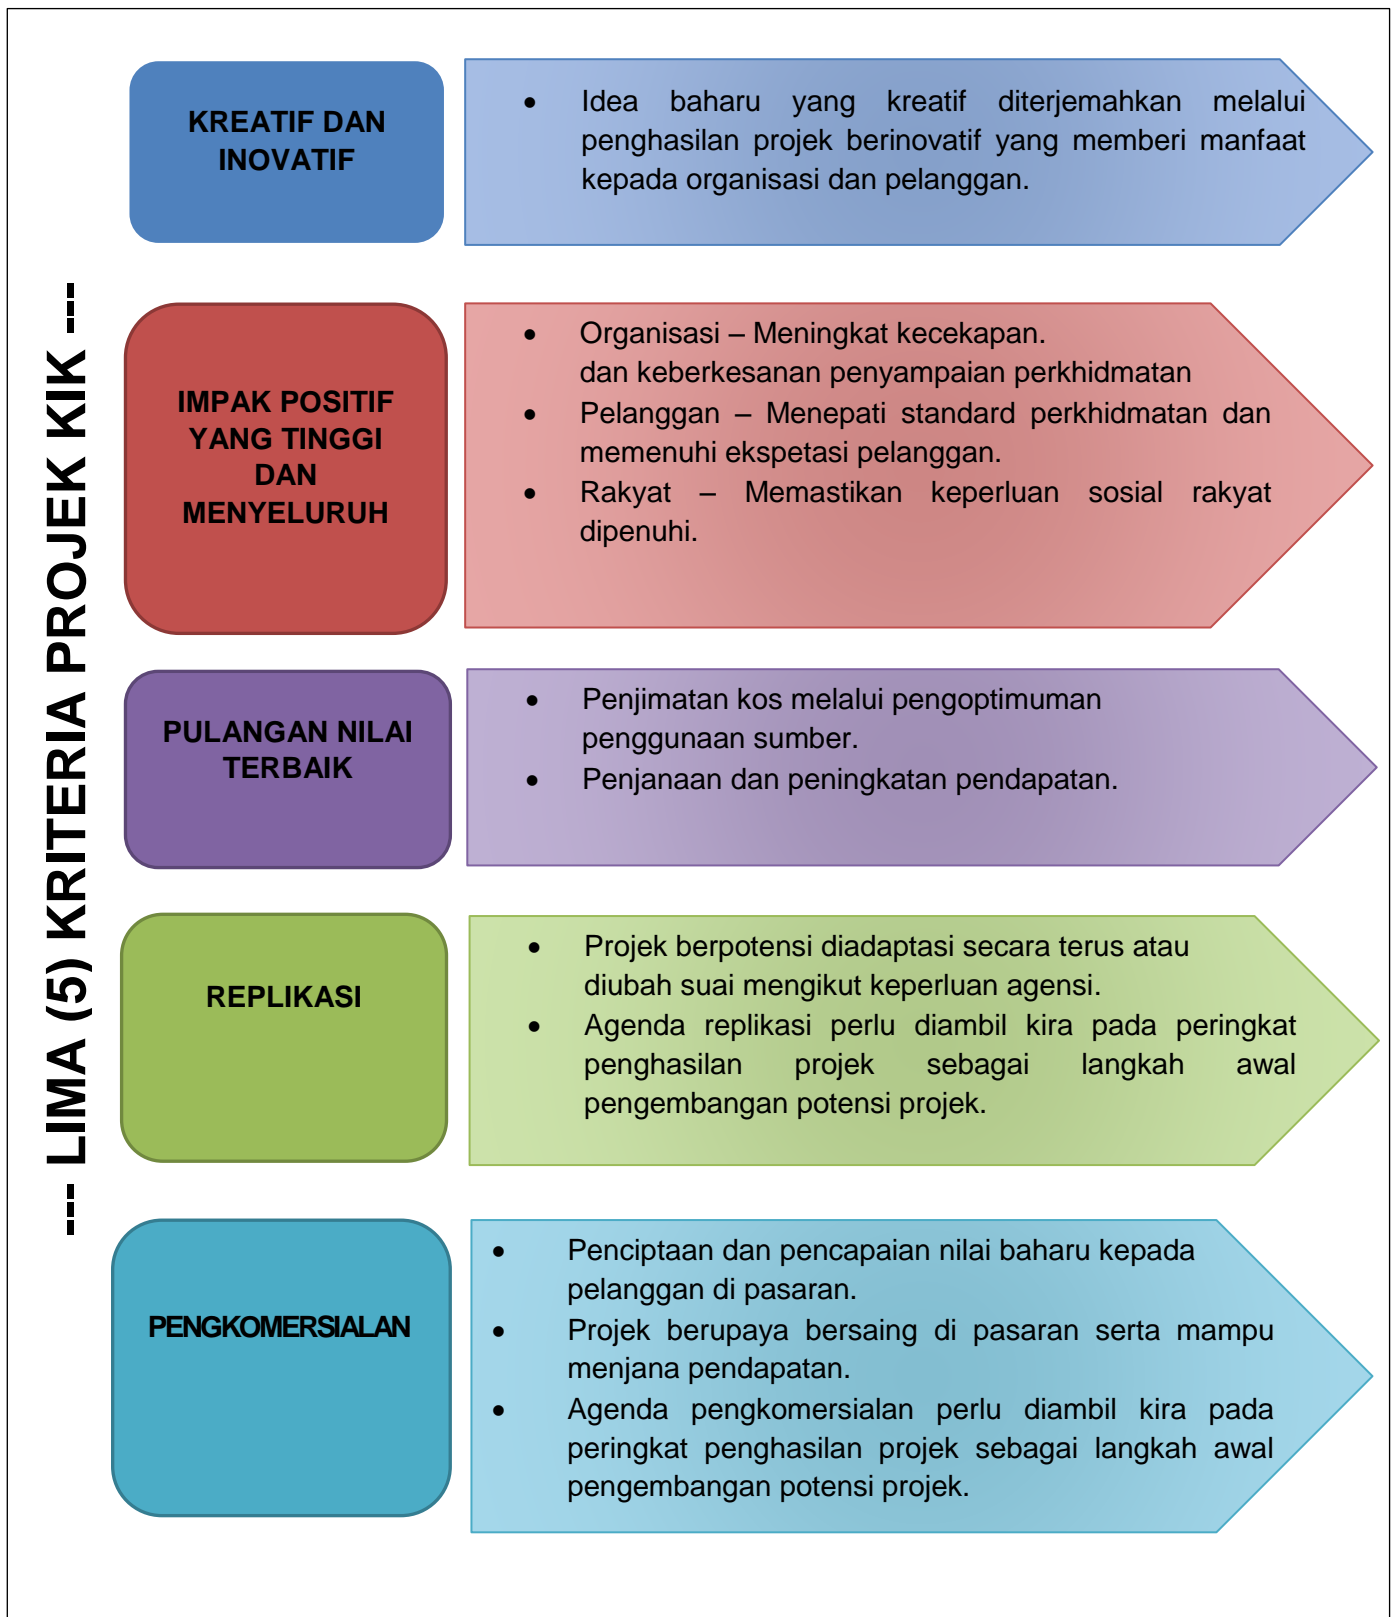 --- LIMA (5) KRITERIA PROJEK KIK ---
KREATIF DAN
INOVATIF
• Idea baharu yang kreatif diterjemahkan melalui
penghasilan projek berinovatif yang memberi manfaat
kepada organisasi dan pelanggan.
IMPAK POSITIF
YANG TINGGI
DAN
MENYELURUH
• Organisasi – Meningkat kecekapan.
dan keberkesanan penyampaian perkhidmatan
• Pelanggan – Menepati standard perkhidmatan dan
memenuhi ekspetasi pelanggan.
• Rakyat – Memastikan keperluan sosial rakyat
dipenuhi.
PULANGAN NILAI
TERBAIK
• Penjimatan kos melalui pengoptimuman
penggunaan sumber.
• Penjanaan dan peningkatan pendapatan.
REPLIKASI
• Projek berpotensi diadaptasi secara terus atau
diubah suai mengikut keperluan agensi.
• Agenda replikasi perlu diambil kira pada peringkat
penghasilan projek sebagai langkah awal
pengembangan potensi projek.
PENGKOMERSIALAN
• Penciptaan dan pencapaian nilai baharu kepada
pelanggan di pasaran.
• Projek berupaya bersaing di pasaran serta mampu
menjana pendapatan.
• Agenda pengkomersialan perlu diambil kira pada
peringkat penghasilan projek sebagai langkah awal
pengembangan potensi projek.